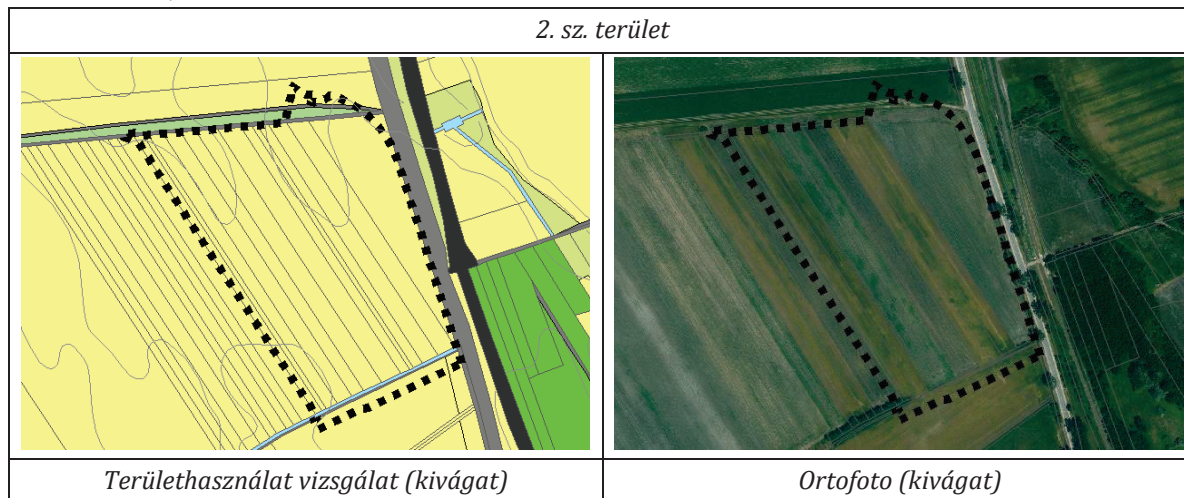 2. sz. terület
Területhasználat vizsgálat (kivágat)
Ortofoto (kivágat)